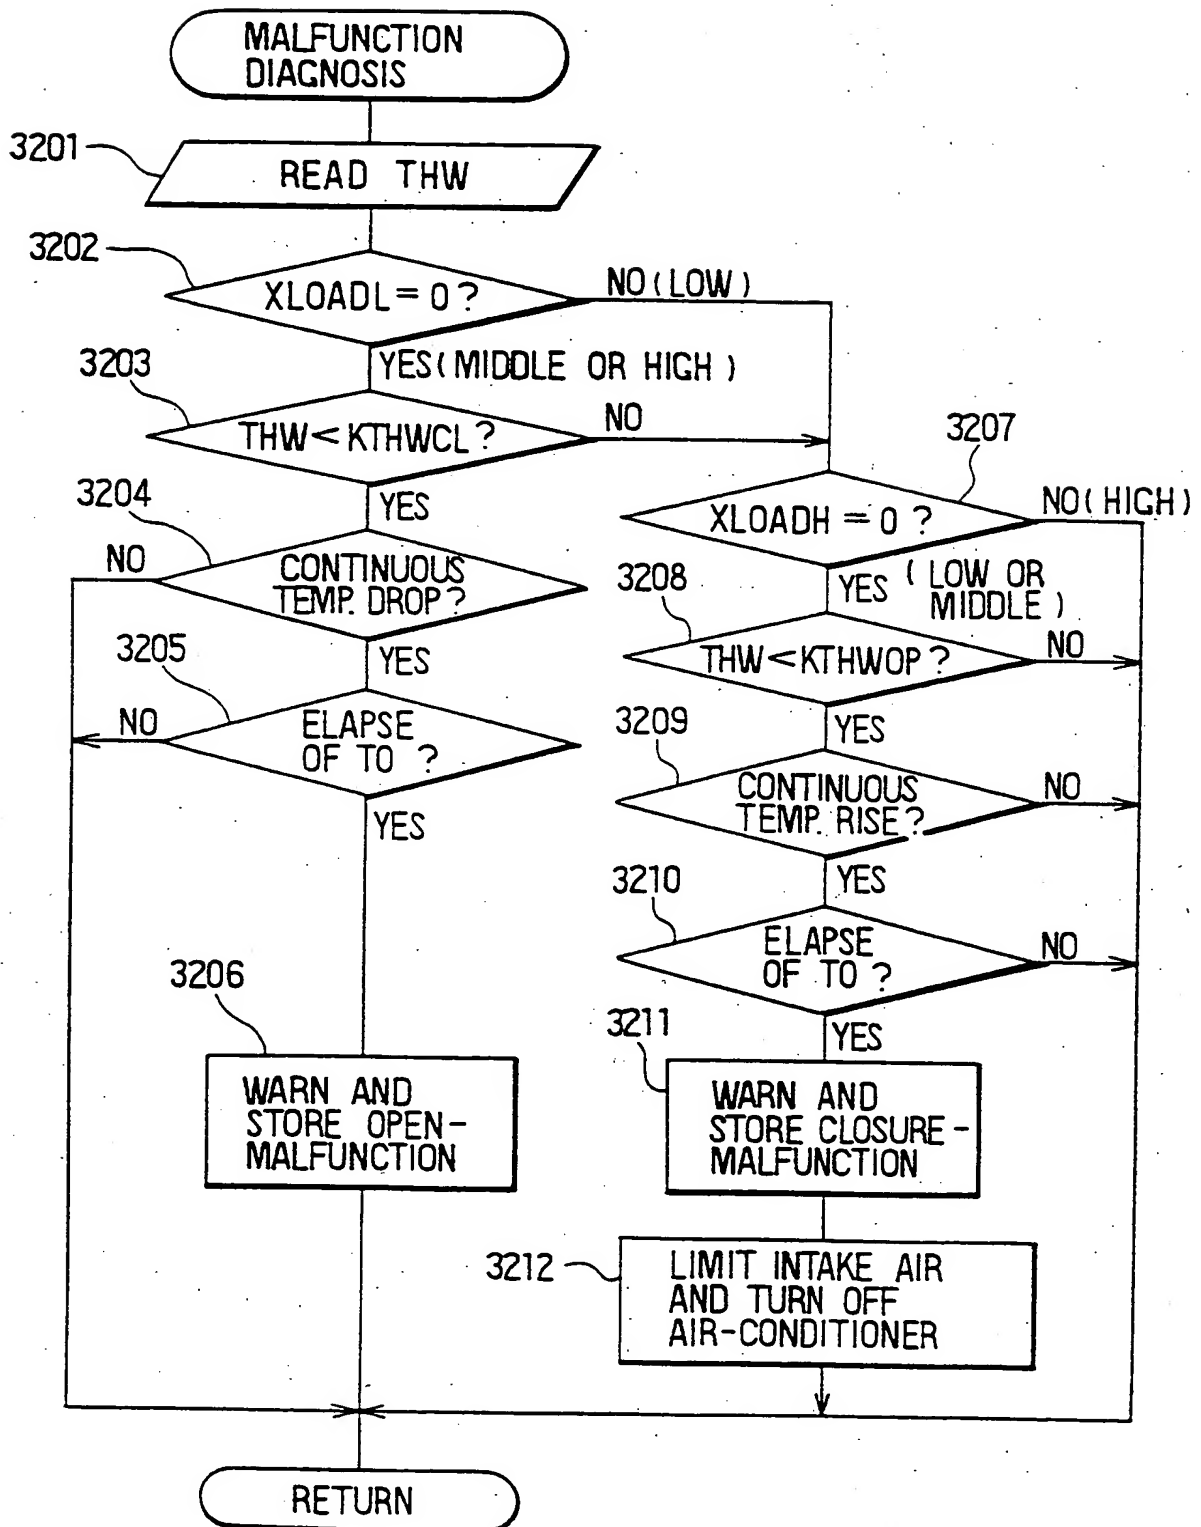 MALFUNCTION
DIAGNOSIS
3201
READ THW
3202
XLOADL = 0 ?
NO (LOW)
YES (MIDDLE OR HIGH)
3203
THW < KTHWCL ?
NO
YES
3204
CONTINUOUS
TEMP. DROP ?
NO
YES
3205
ELAPSE
OF TO ?
NO
YES
3206
WARN AND
STORE OPEN-
MALFUNCTION
3207
XLOADH = 0 ?
NO (HIGH)
YES (LOW OR
MIDDLE)
3208
THW < KTHWOP ?
NO
YES
3209
CONTINUOUS
TEMP. RISE ?
NO
YES
3210
ELAPSE
OF TO ?
NO
YES
3211
WARN AND
STORE CLOSURE-
MALFUNCTION
3212
LIMIT INTAKE AIR
AND TURN OFF
AIR-CONDITIONER
RETURN